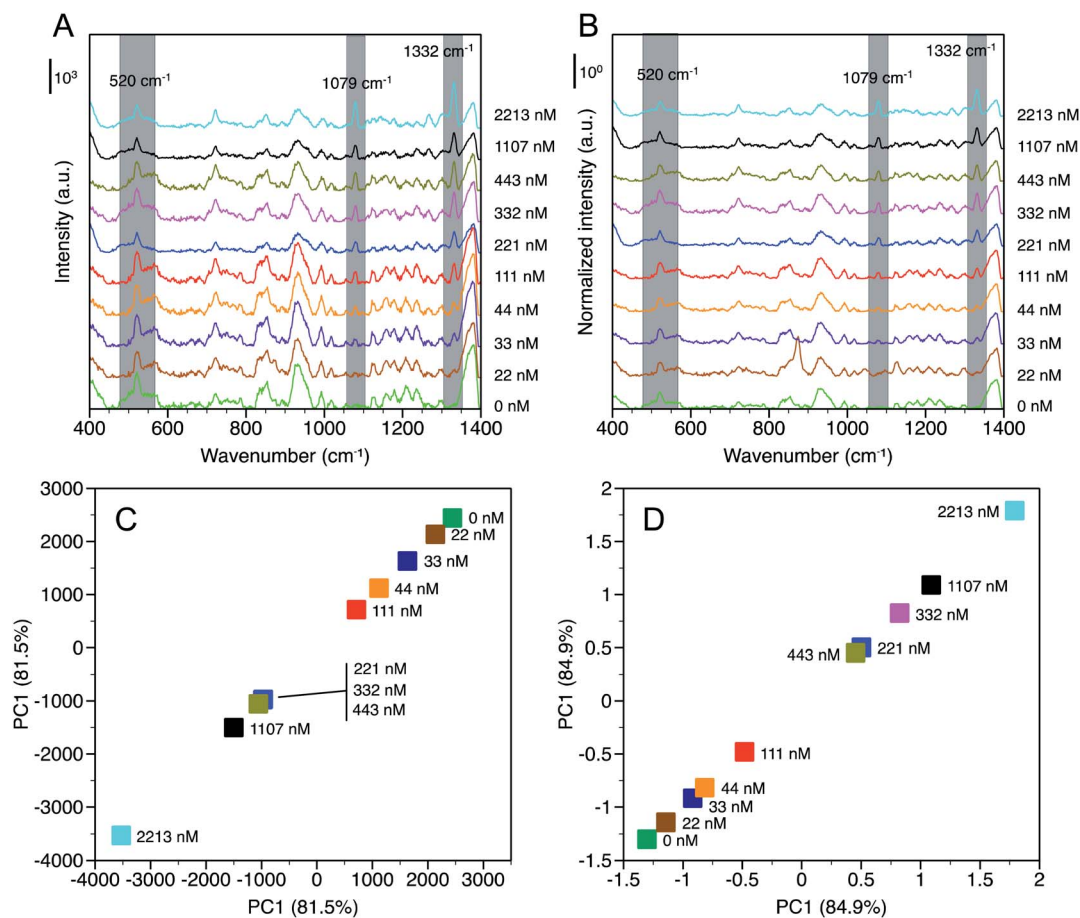 A
10³
520 cm⁻¹
1079 cm⁻¹
1332 cm⁻¹
2213 nM
1107 nM
443 nM
332 nM
221 nM
111 nM
44 nM
33 nM
22 nM
0 nM
Intensity (a.u.)
400 600 800 1000 1200 1400
Wavenumber (cm⁻¹)
B
10⁰
520 cm⁻¹
1079 cm⁻¹
1332 cm⁻¹
2213 nM
1107 nM
443 nM
332 nM
221 nM
111 nM
44 nM
33 nM
22 nM
0 nM
Normalized intensity (a.u.)
400 600 800 1000 1200 1400
Wavenumber (cm⁻¹)
C
3000
2000
1000
0
-1000
-2000
-3000
-4000
PC1 (81.5%)
0 nM
22 nM
33 nM
44 nM
111 nM
221 nM
332 nM
443 nM
1107 nM
2213 nM
-4000 -3000 -2000 -1000 0 1000 2000 3000
PC1 (81.5%)
D
2
1.5
1
0.5
0
-0.5
-1
-1.5
PC1 (84.9%)
2213 nM
1107 nM
332 nM
221 nM
443 nM
111 nM
44 nM
33 nM
22 nM
0 nM
-1.5 -1 -0.5 0 0.5 1 1.5 2
PC1 (84.9%)